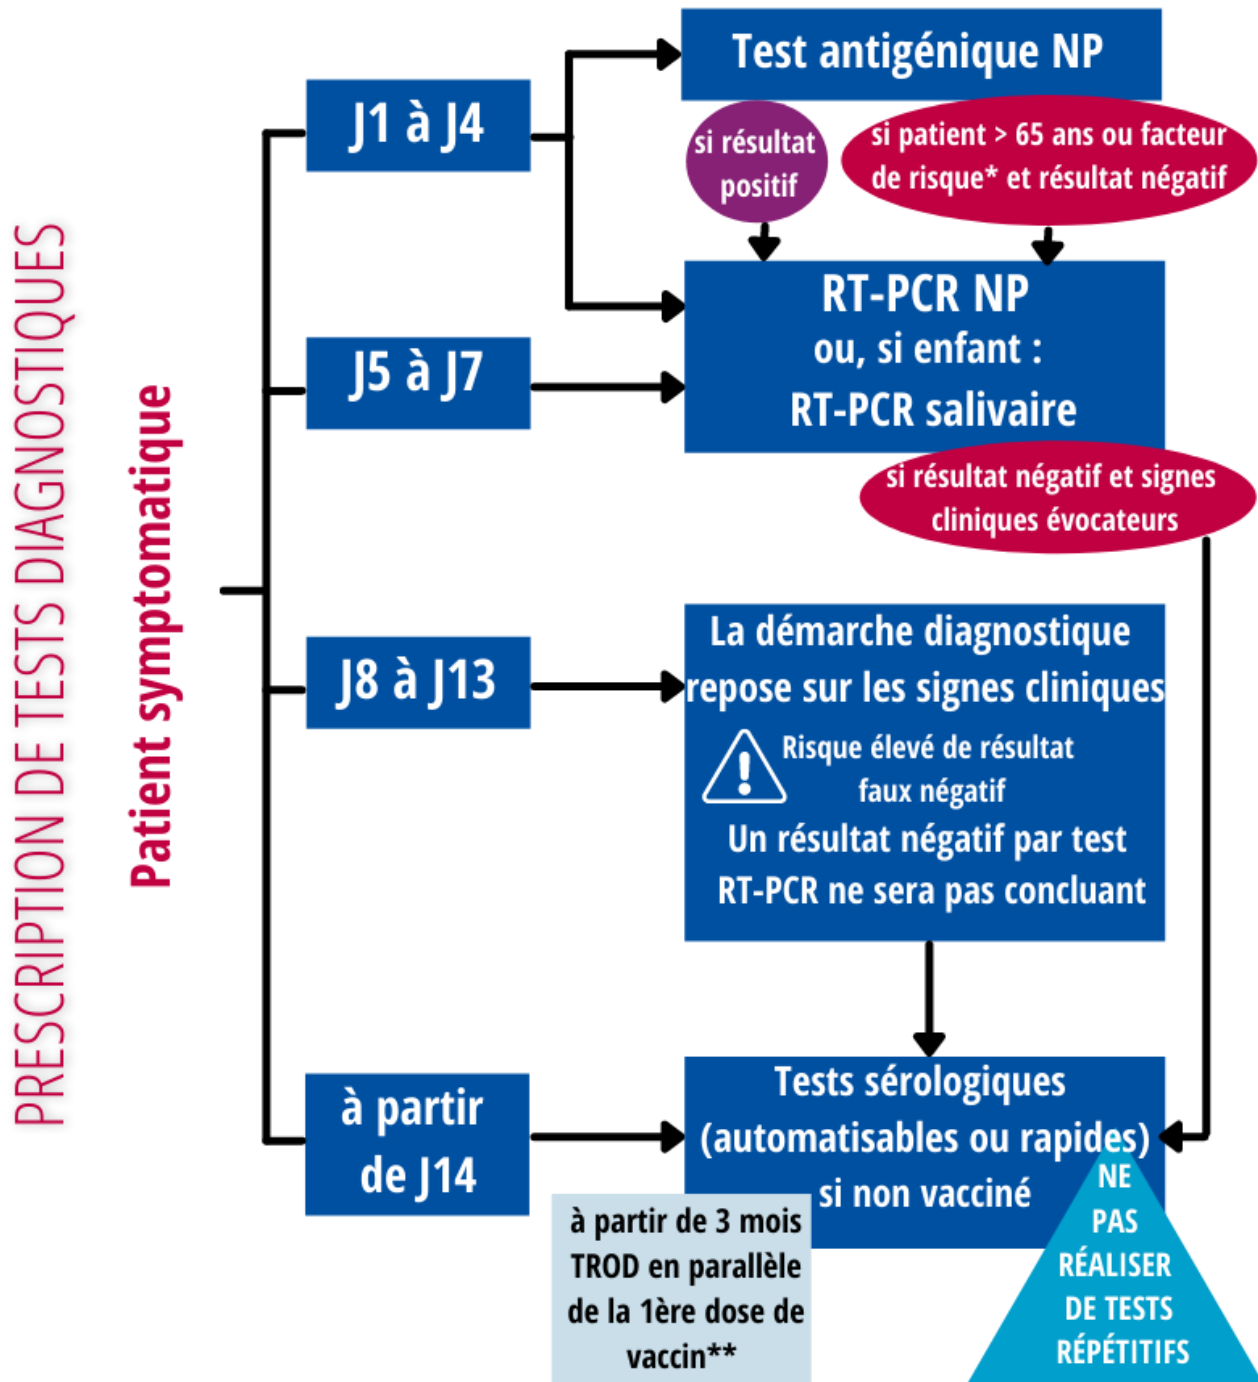 PRESCRIPTION DE TESTS DIAGNOSTIQUES
Patient symptomatique
J1 à J4
Test antigénique NP
si résultat
positif
si patient > 65 ans ou facteur
de risque* et résultat négatif
RT-PCR NP
ou, si enfant :
RT-PCR salivaire
J5 à J7
si résultat négatif et signes
cliniques évocateurs
J8 à J13
La démarche diagnostique
repose sur les signes cliniques
! Risque élevé de résultat
faux négatif
Un résultat négatif par test
RT-PCR ne sera pas concluant
à partir
de J14
Tests sérologiques
(automatisables ou rapides)
si non vacciné
à partir de 3 mois
TROD en parallèle
de la 1ère dose de
vaccin**
NE
PAS
RÉALISER
DE TESTS
RÉPÉTITIFS